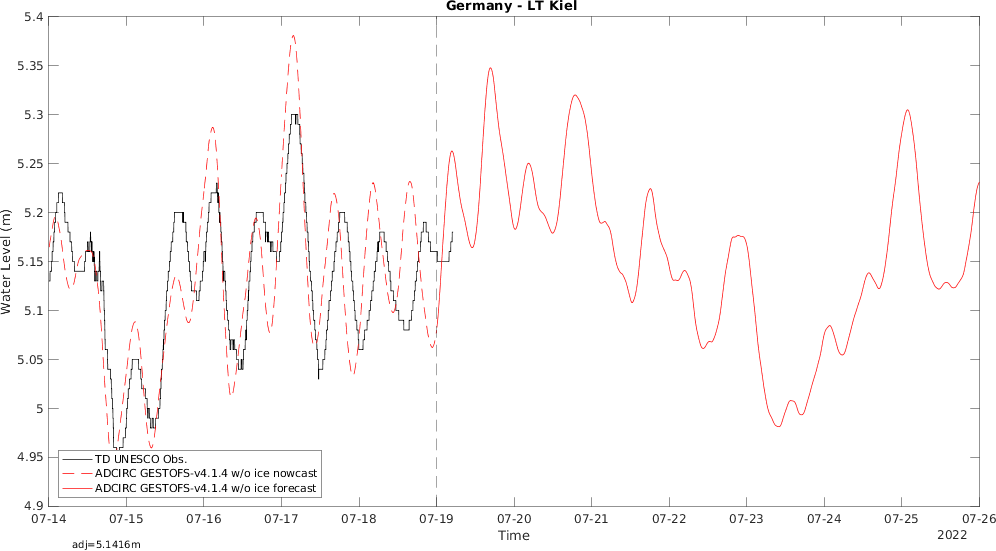 Germany - LT Kiel
5.4
5.35
5.3
5.25
5.2
5.15
5.1
5.05
5
4.95
4.9
Water Level (m)
TD UNESCO Obs.
ADCIRC GESTOFS-v4.1.4 w/o ice nowcast
ADCIRC GESTOFS-v4.1.4 w/o ice forecast
07-14 07-15 07-16 07-17 07-18 07-19 07-20 07-21 07-22 07-23 07-24 07-25 07-26
Time
2022
adj=5.1416m